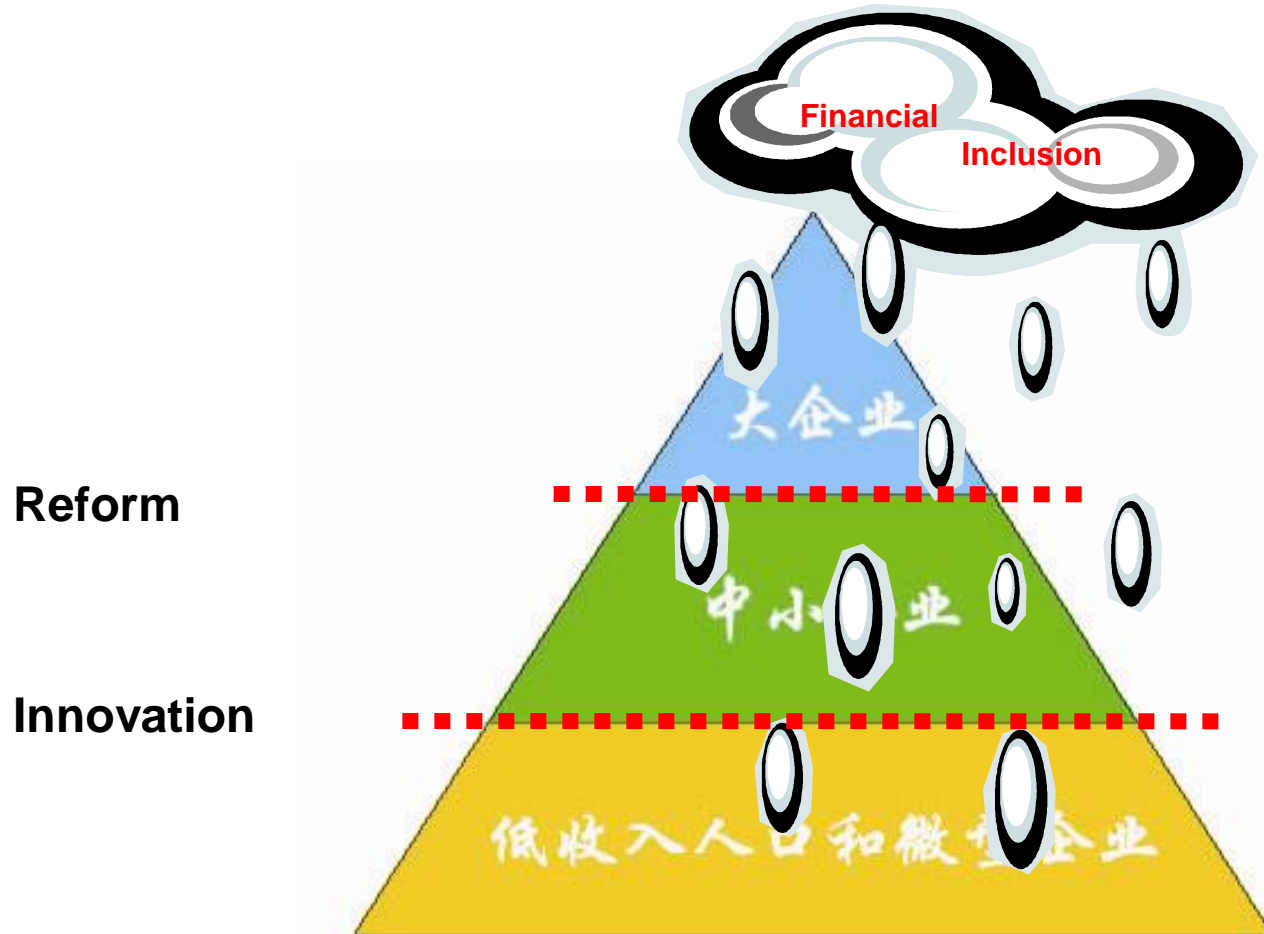 Financial
Inclusion
大企业
Reform
中小 业
Innovation
低收入人口和微型企业